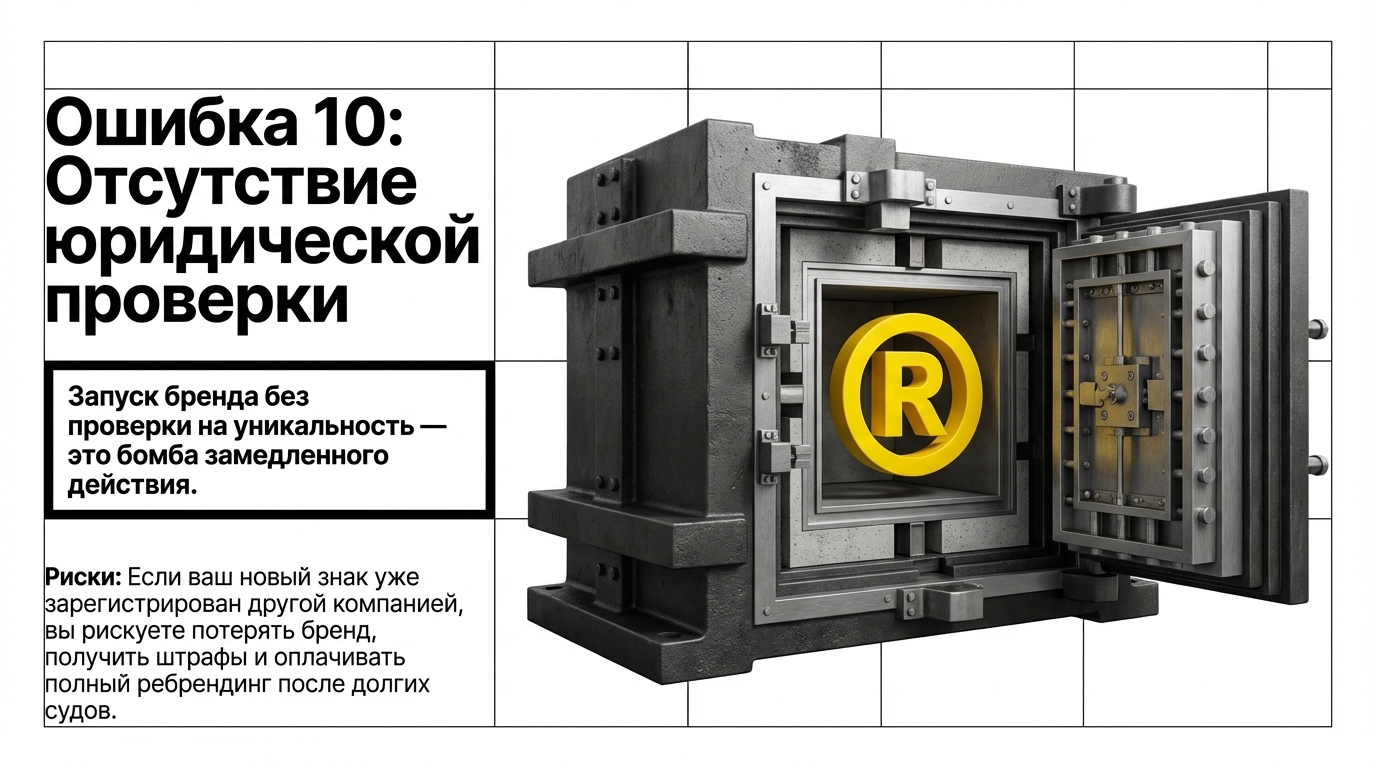 Ошибка 10:
Отсутствие
юридической
проверки
Запуск бренда без
проверки на уникальность —
это бомба замедленного
действия.
Риски: Если ваш новый знак уже
зарегистрирован другой компанией,
вы рискуете потерять бренд,
получить штрафы и оплачивать
полный ребрендинг после долгих
судов.
®